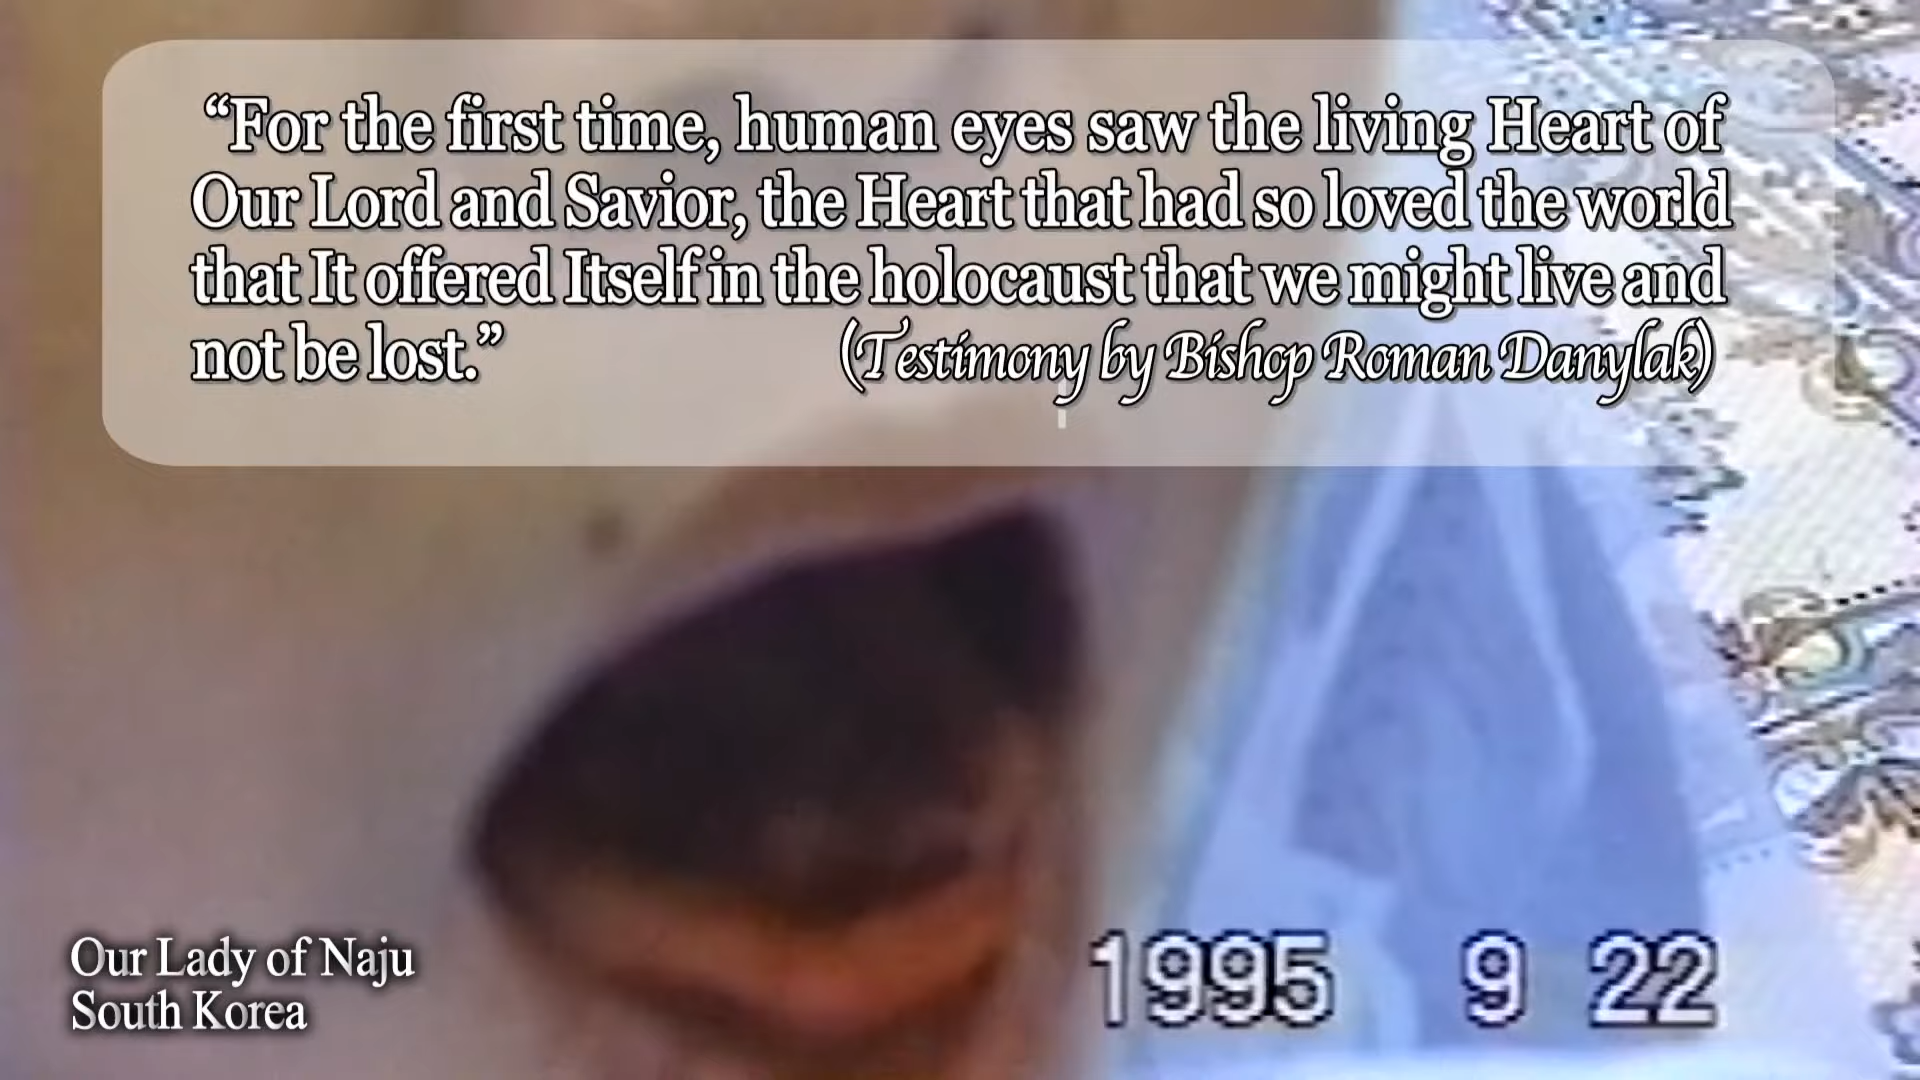 “For the first time, human eyes saw the living Heart of
Our Lord and Savior, the Heart that had so loved the world
that It offered Itself in the holocaust that we might live and
not be lost.” (Testimony by Bishop Roman Danylak)
Our Lady of Naju
South Korea
1995 9 22